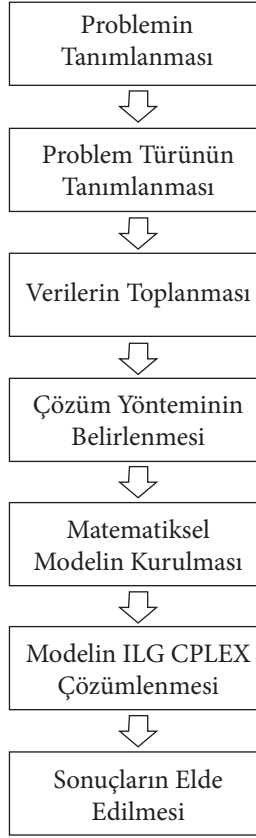 Problemin
Tanımlanması
Problem Türünün
Tanımlanması
Verilerin Toplanması
Çözüm Yönteminin
Belirlenmesi
Matematiksel
Modelin Kurulması
Modelin ILG CPLEX
Çözümlenmesi
Sonuçların Elde
Edilmesi